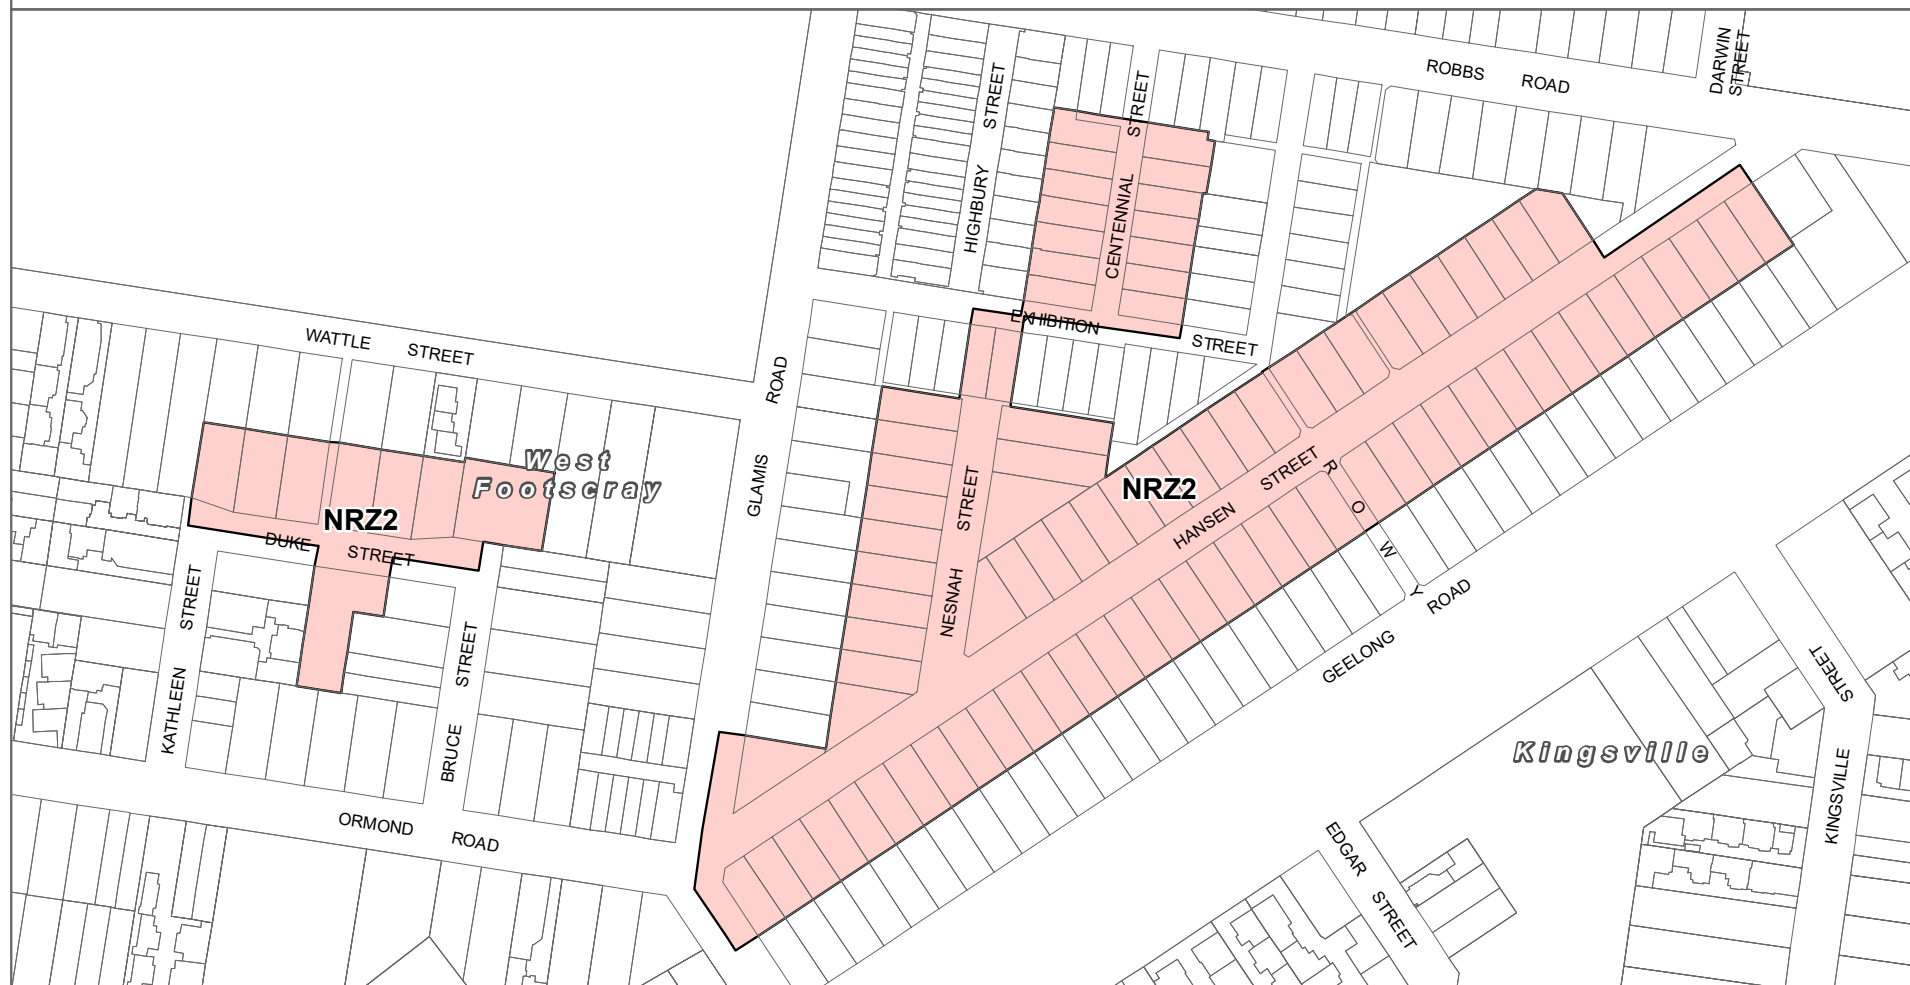 ROBBS ROAD
DARWIN
STREET
HIGHBURY STREET
CENTENNIAL STREET
EXHIBITION STREET
WATTLE STREET
GLAMIS ROAD
West
Footscray
NRZ2
NRZ2
DUKE STREET
NESNAH STREET
HANSEN STREET
R O W Y
GEELONG ROAD
KATHLEEN STREET
BRUCE STREET
ORMOND ROAD
Kingsville
KINGSVILLE STREET
EDGAR STREET